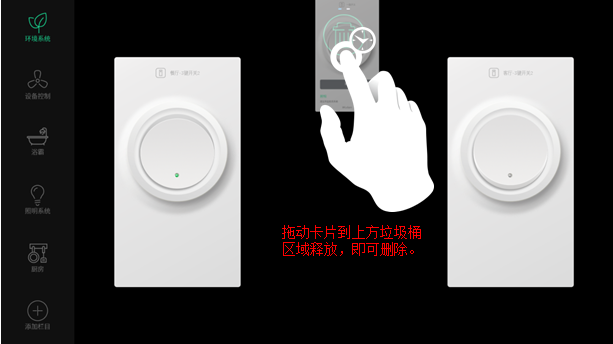 环境系统
设备控制
浴霸
照明系统
厨房
添加栏目
拖动卡片到上方垃圾桶
区域释放，即可删除。